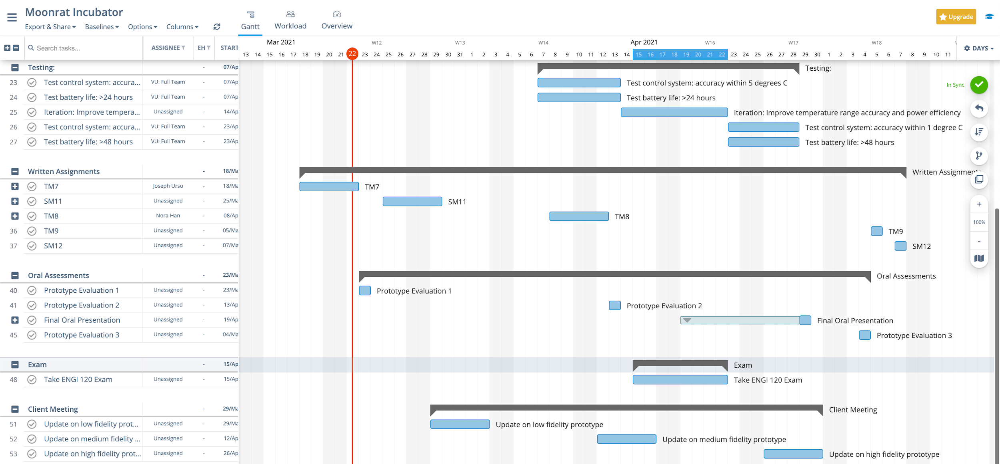 Moonrat Incubator
Export & Share Baselines Options Columns
Gantt Workload Overview
Upgrade
Search tasks... ASSIGNEE EH START
Mar 2021 W12 W13 W14 Apr 2021 W16 W17 W18
13 14 15 16 17 18 19 20 21 22 23 24 25 26 27 28 29 30 31 1 2 3 4 5 6 7 8 9 10 11 12 13 14 15 16 17 18 19 20 21 22 23 24 25 26 27 28 29 30 1 2 3 4 5 6 7 8 9 10 11
DAYS
Testing: - 07/Ap Testing:
23 Test control system: accura... VU: Full Team - 07/Ap Test control system: accuracy within 5 degrees C
In Sync
24 Test battery life: >24 hours VU: Full Team - 07/Ap Test battery life: >24 hours
25 Iteration: Improve tempera... Unassigned - 14/Ap Iteration: Improve temperature range accuracy and power efficiency
26 Test control system: accura... VU: Full Team - 23/Ap Test control system: accuracy within 1 degree C
27 Test battery life: >48 hours VU: Full Team - 23/Ap Test battery life: >48 hours
Written Assignments - 18/Ma Written Assignments
TM7 Joseph Urso - 18/Ma TM7
SM11 Unassigned - 25/Ma SM11
+
TM8 Nora Han - 08/Ap TM8
100%
36 TM9 Unassigned - 05/Ma TM9
-
37 SM12 Unassigned - 07/Ma SM12
Oral Assessments - 23/Ma Oral Assessments
40 Prototype Evaluation 1 Unassigned - 23/Ma Prototype Evaluation 1
41 Prototype Evaluation 2 Unassigned - 13/Ap Prototype Evaluation 2
Final Oral Presentation Unassigned - 19/Ap Final Oral Presentation
45 Prototype Evaluation 3 Unassigned - 04/Ma Prototype Evaluation 3
Exam - 15/Ap Exam
48 Take ENGI 120 Exam Unassigned - 15/Ap Take ENGI 120 Exam
Client Meeting - 29/Ma Client Meeting
51 Update on low fidelity prot... Unassigned - 29/Ma Update on low fidelity prototype
52 Update on medium fidelity ... Unassigned - 12/Ap Update on medium fidelity prototype
53 Update on high fidelity prot... Unassigned - 26/Ap Update on high fidelity prototype